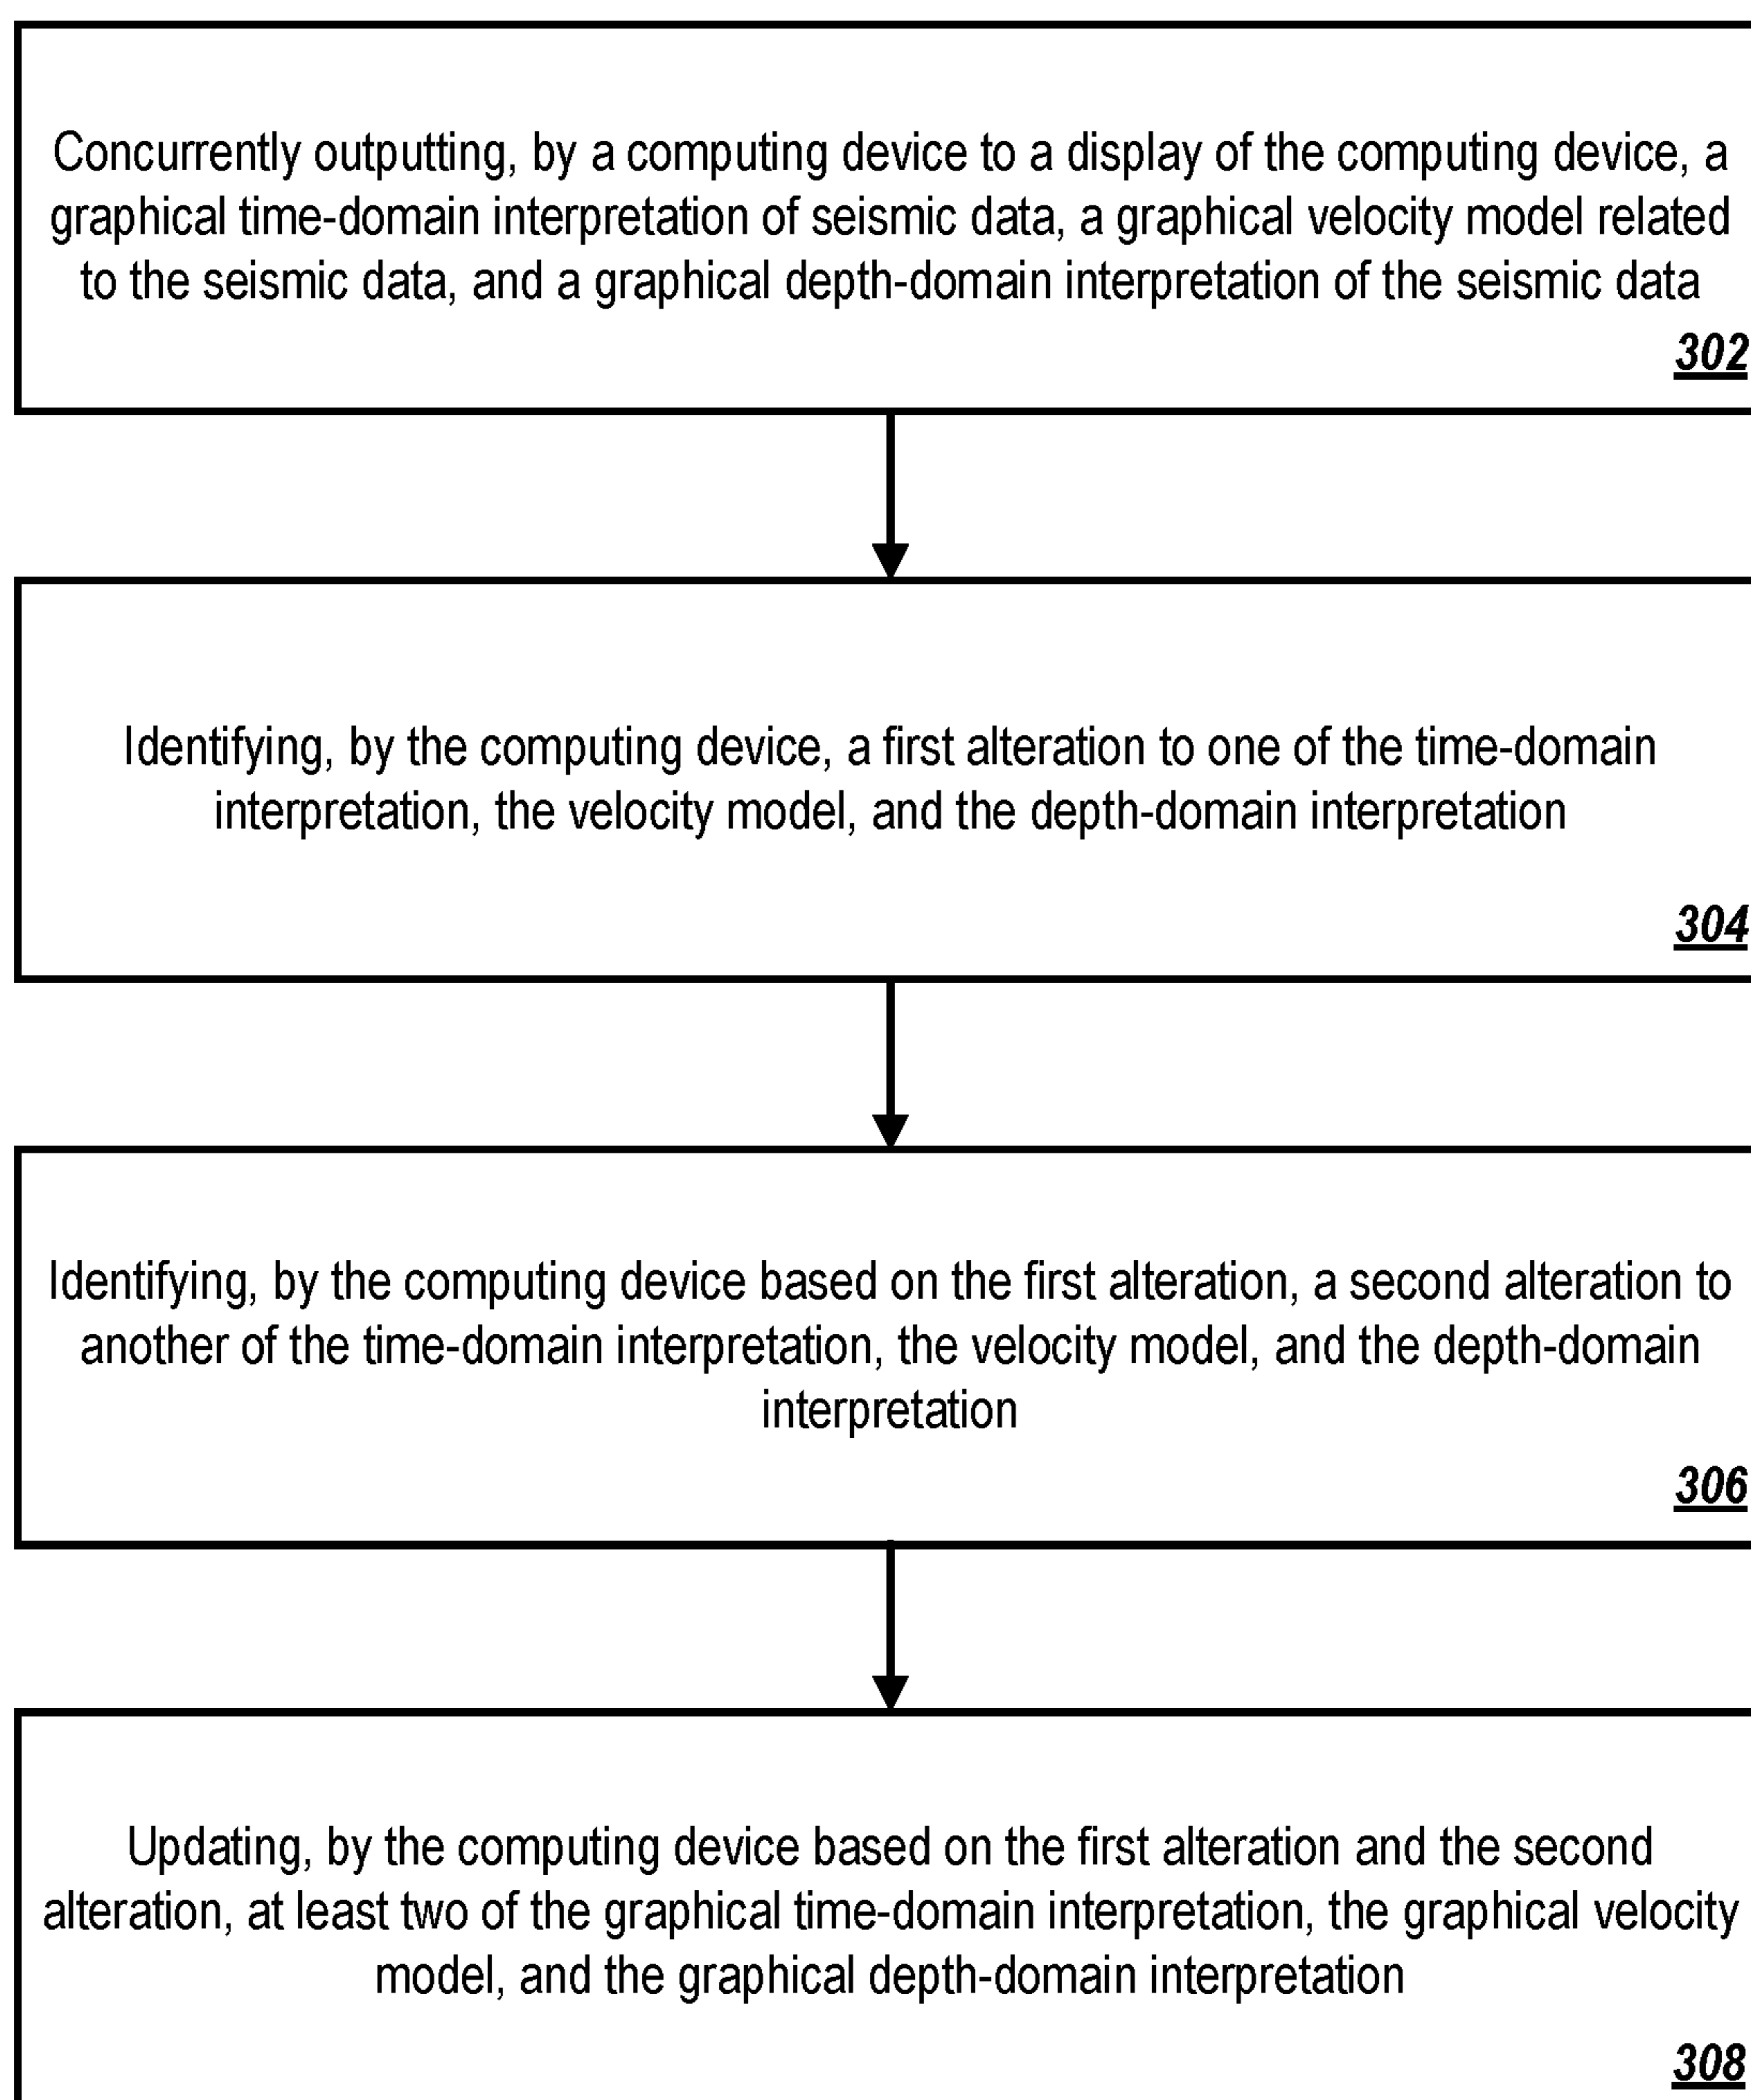 Concurrently outputting, by a computing device to a display of the computing device, a
graphical time-domain interpretation of seismic data, a graphical velocity model related
to the seismic data, and a graphical depth-domain interpretation of the seismic data
302
Identifying, by the computing device, a first alteration to one of the time-domain
interpretation, the velocity model, and the depth-domain interpretation
304
Identifying, by the computing device based on the first alteration, a second alteration to
another of the time-domain interpretation, the velocity model, and the depth-domain
interpretation
306
Updating, by the computing device based on the first alteration and the second
alteration, at least two of the graphical time-domain interpretation, the graphical velocity
model, and the graphical depth-domain interpretation
308